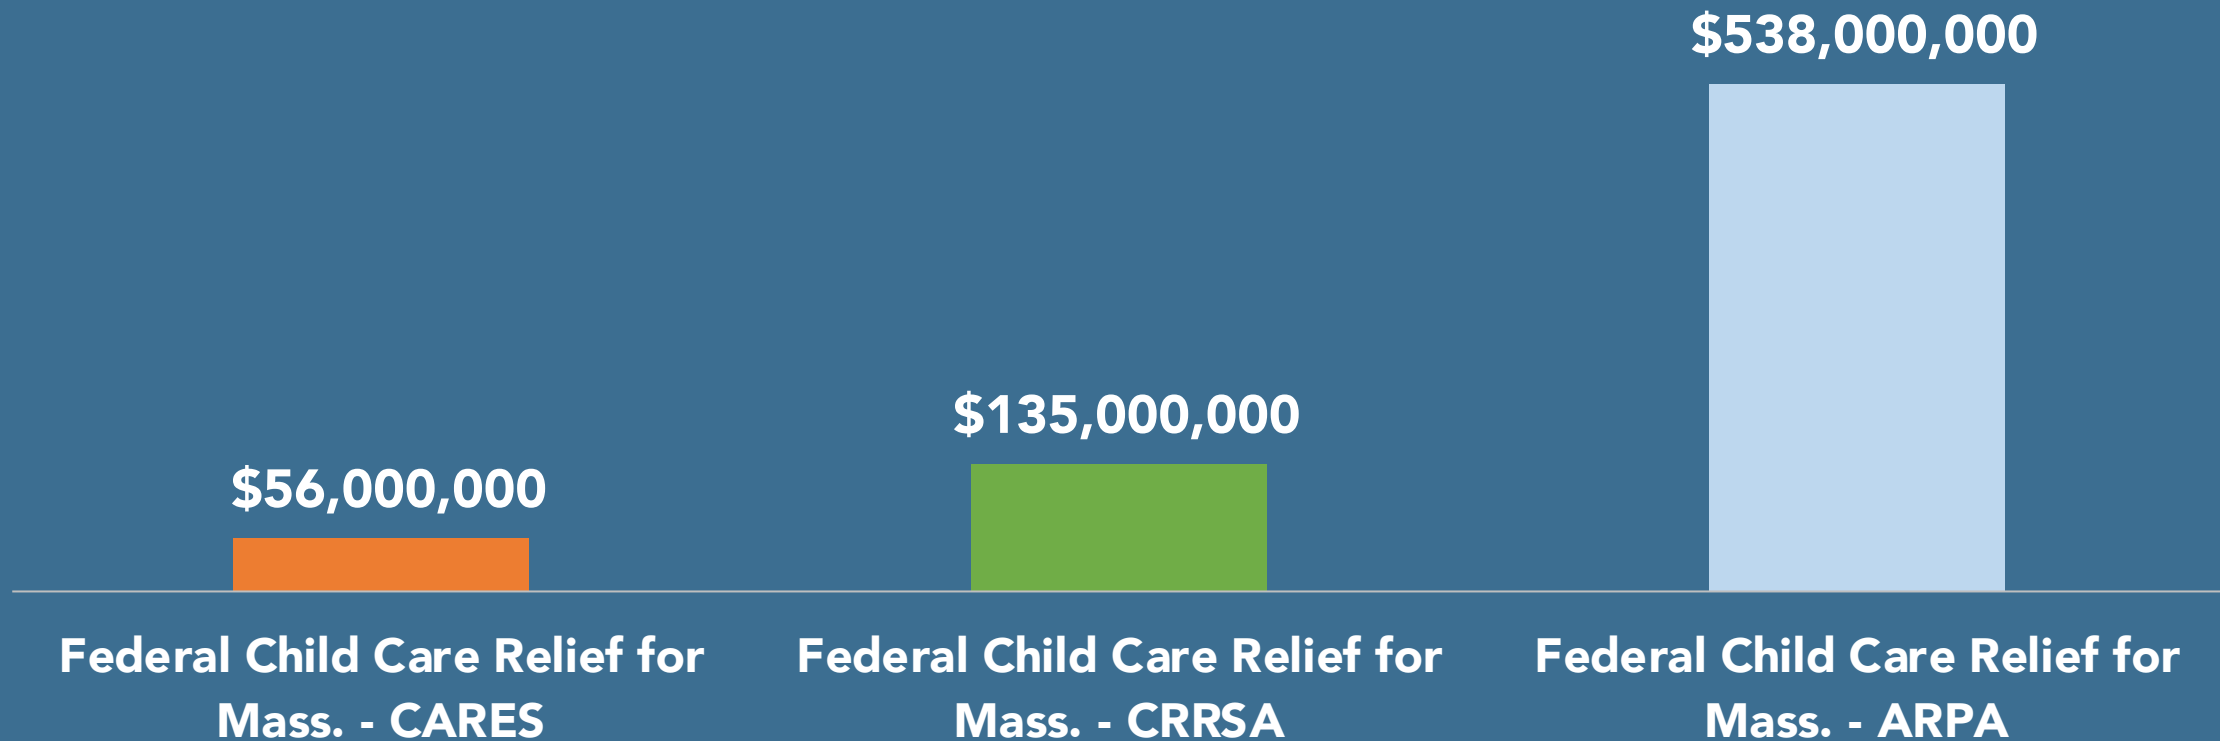 $538,000,000
$135,000,000
$56,000,000
Federal Child Care Relief for
Mass. - CARES
Federal Child Care Relief for
Mass. - CRRSA
Federal Child Care Relief for
Mass. - ARPA